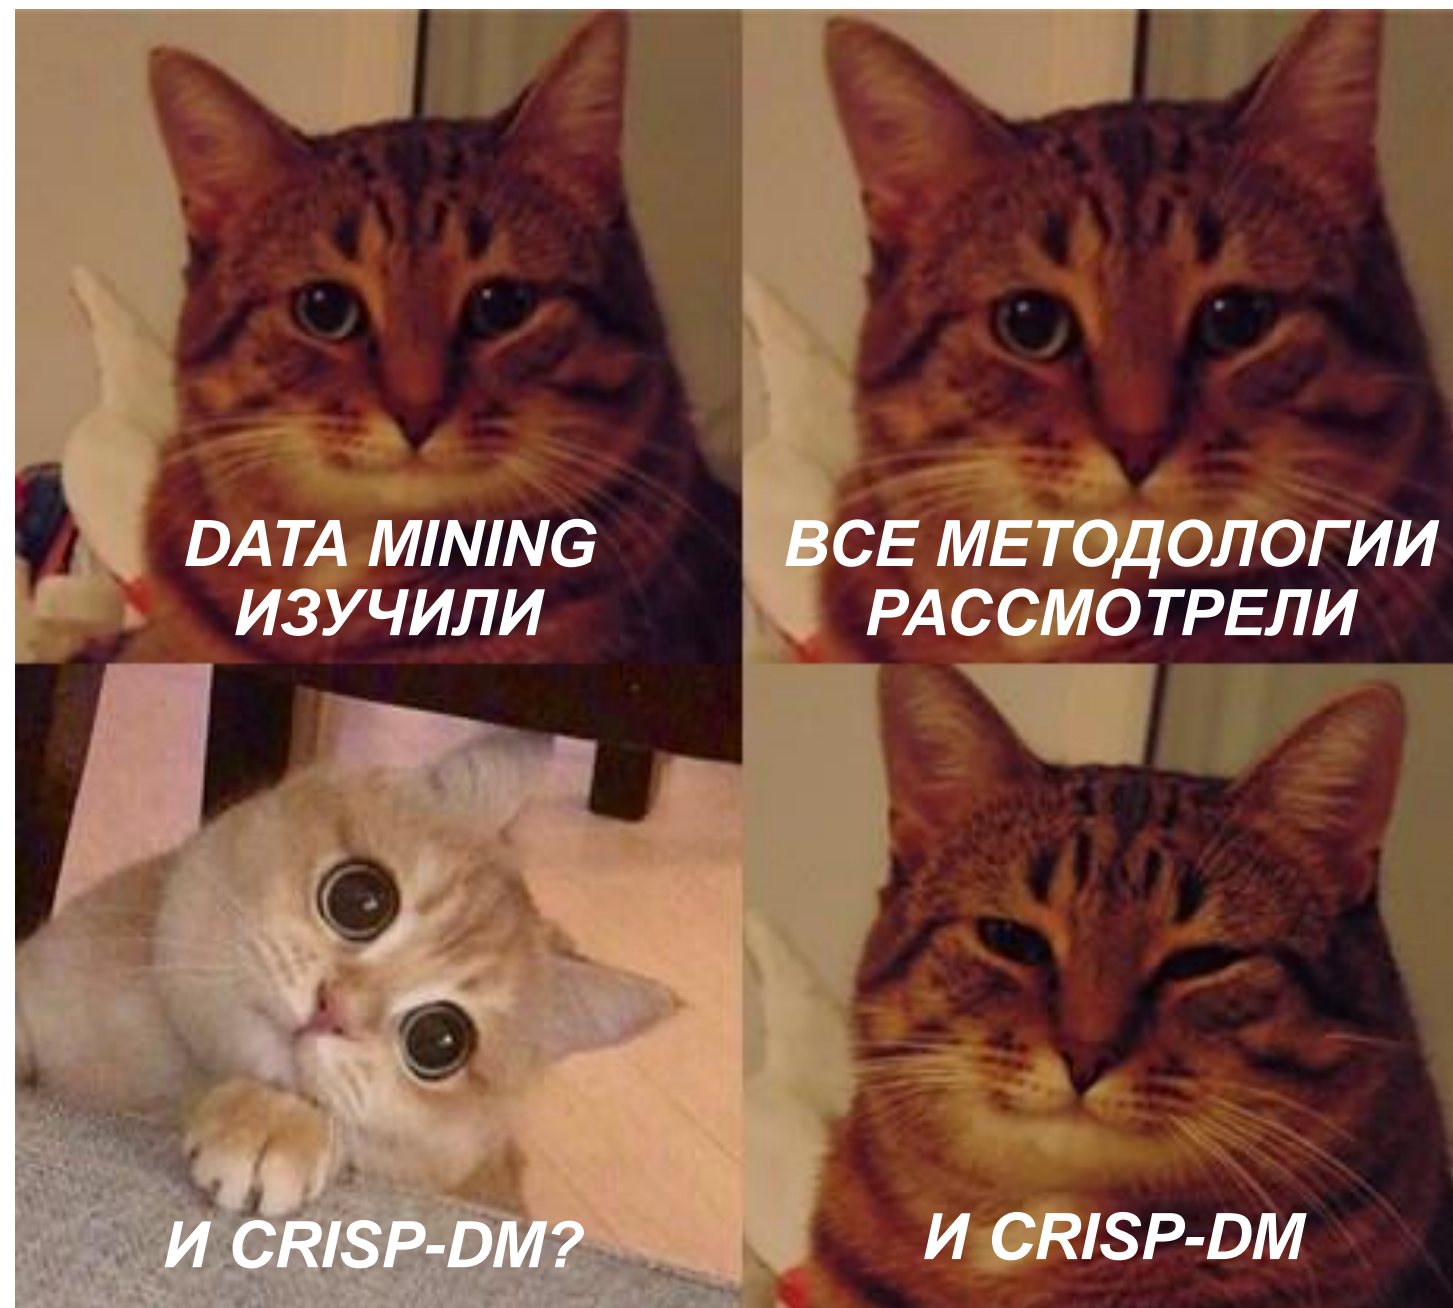 DATA MINING
ИЗУЧИЛИ
ВСЕ МЕТОДОЛОГИИ
РАССМОТРЕЛИ
И CRISP-DM?
И CRISP-DM